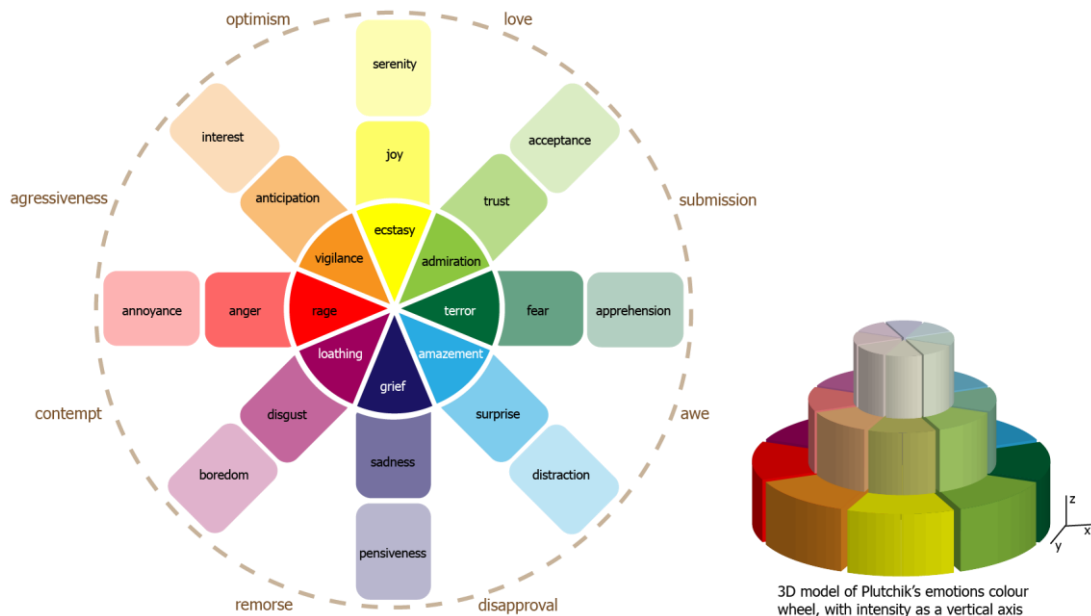 optimism
love
serenity
interest
acceptance
joy
agressiveness
anticipation
trust
submission
ecstasy
vigilance
admiration
annoyance
anger
rage
terror
fear
apprehension
loathing
amazement
grief
contempt
disgust
surprise
awe
boredom
sadness
distraction
pensiveness
remorse
disapproval
z
x
y
3D model of Plutchik's emotions colour
wheel, with intensity as a vertical axis